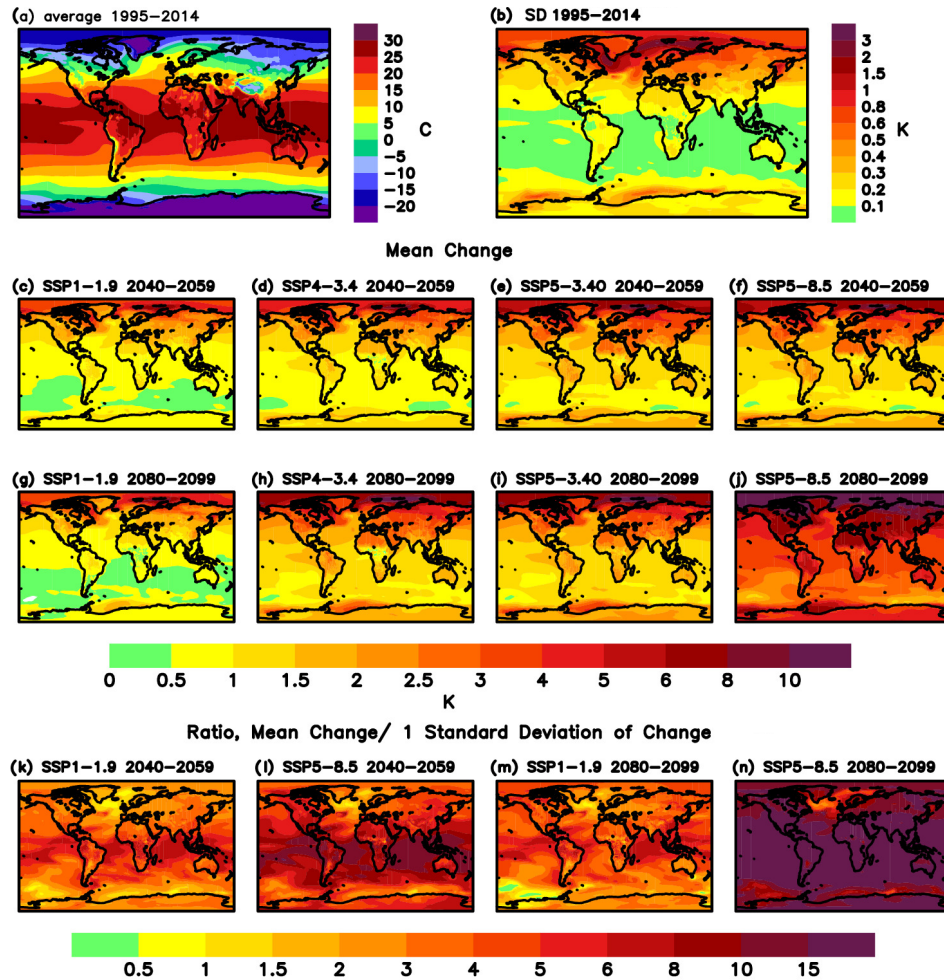 (a) average 1995-2014
(b) SD 1995-2014
30
25
20
15
10
5
0
-5
-10
-15
-20
C
3
2
1.5
1
0.8
0.6
0.5
0.4
0.3
0.2
0.1
K
Mean Change
(c) SSP1-1.9 2040-2059
(d) SSP4-3.4 2040-2059
(e) SSP5-3.4O 2040-2059
(f) SSP5-8.5 2040-2059
(g) SSP1-1.9 2080-2099
(h) SSP4-3.4 2080-2099
(i) SSP5-3.4O 2080-2099
(j) SSP5-8.5 2080-2099
0 0.5 1 1.5 2 2.5 3 4 5 6 8 10
K
Ratio, Mean Change/ 1 Standard Deviation of Change
(k) SSP1-1.9 2040-2059
(l) SSP5-8.5 2040-2059
(m) SSP1-1.9 2080-2099
(n) SSP5-8.5 2080-2099
0.5 1 1.5 2 3 4 5 6 8 10 15